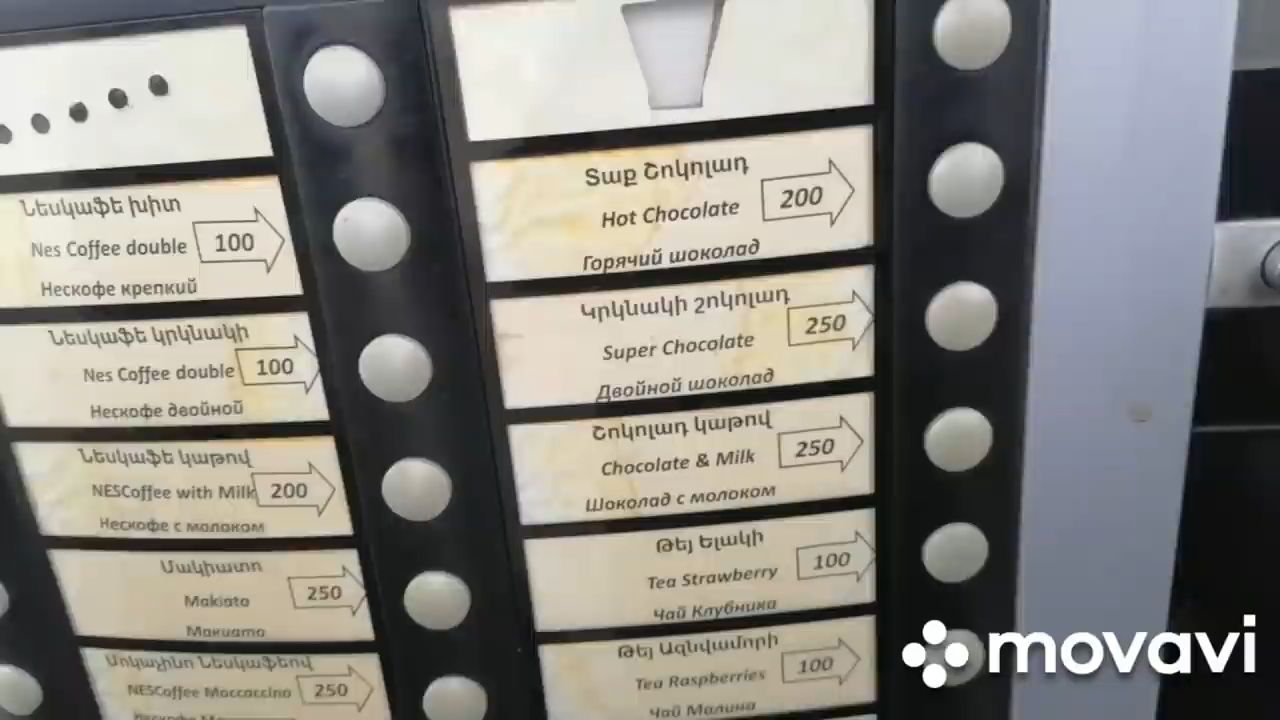 Նեսկաֆե խիտ
Nes Coffee double
100
Нескофе крепкий
Նեսկաֆե կրկնակի
Nes Coffee double
100
Нескофе двойной
Նեսկաֆե կաթով
NESCoffee with Milk
200
Нескофе с молоком
Մակիատո
Makiato
250
Макиато
Մոկաչինո Նեսկաֆեով
NESCoffee Moccaccino
250
Տաք Շոկոլադ
Hot Chocolate
200
Горячий шоколад
Կրկնակի շոկոլադ
Super Chocolate
250
Двойной шоколад
Շոկոլադ կաթով
Chocolate & Milk
250
Шоколад с молоком
Թեյ Ելակի
Tea Strawberry
100
Чай Клубника
Թեյ Ազնվամորի
Tea Raspberries
100
Чай Малина
movavi